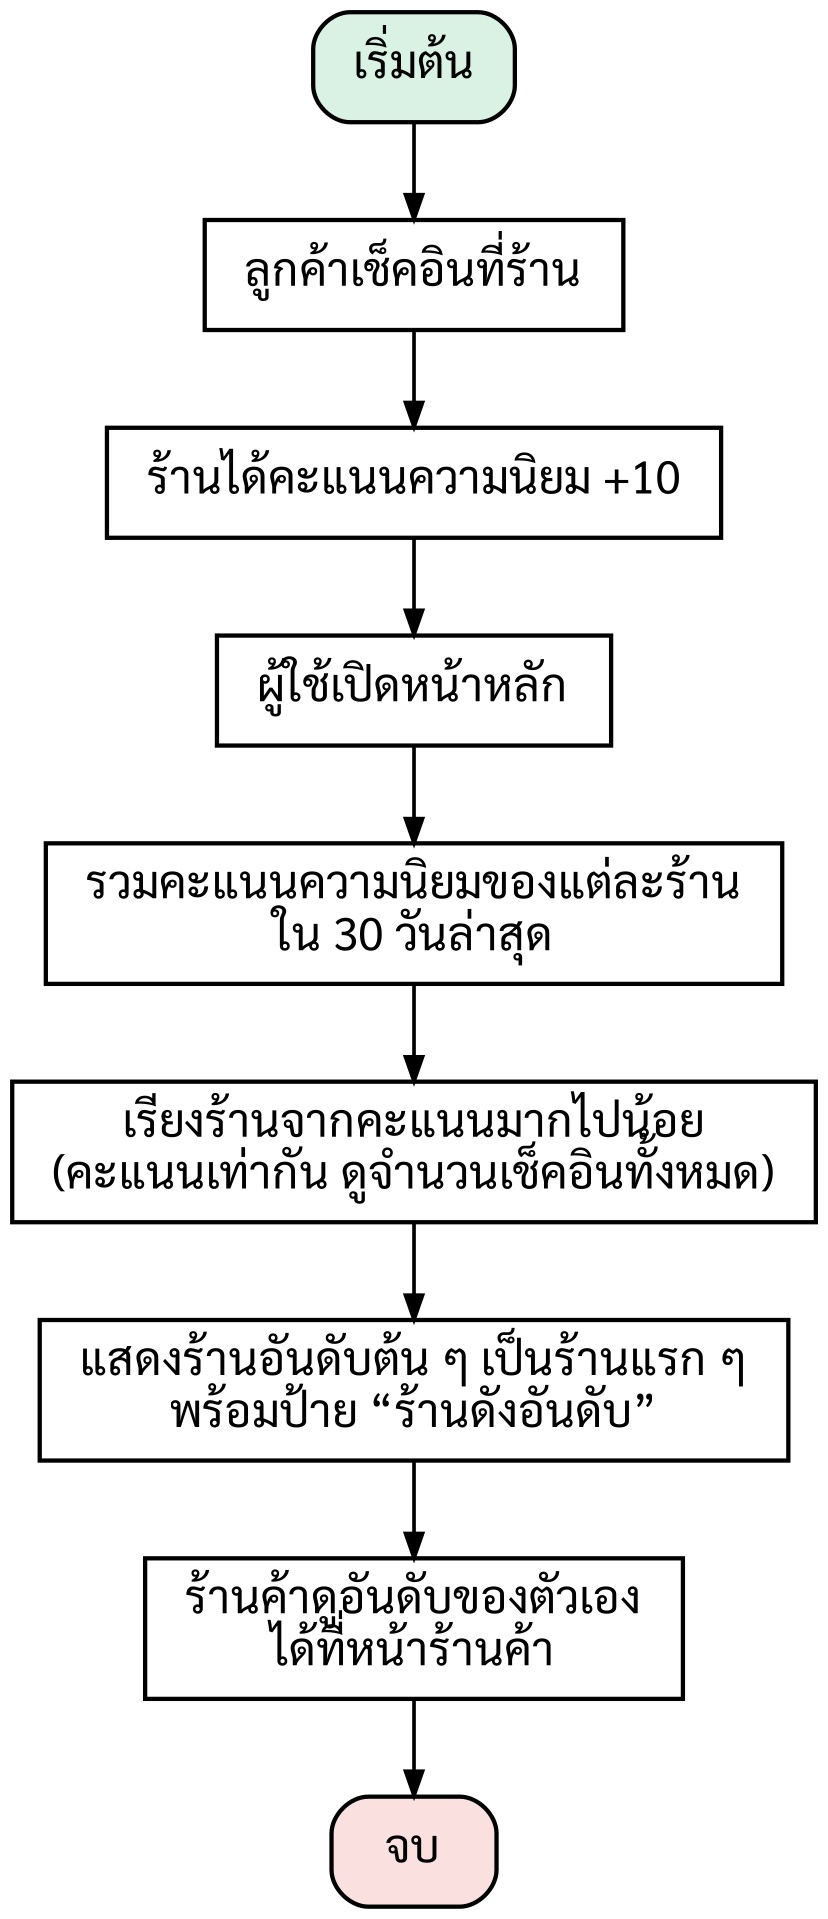 เริ่มต้น
ลูกค้าเช็คอินที่ร้าน
ร้านได้คะแนนความนิยม +10
ผู้ใช้เปิดหน้าหลัก
รวมคะแนนความนิยมของแต่ละร้าน
ใน 30 วันล่าสุด
เรียงร้านจากคะแนนมากไปน้อย
(คะแนนเท่ากัน ดูจำนวนเช็คอินทั้งหมด)
แสดงร้านอันดับต้น ๆ เป็นร้านแรก ๆ
พร้อมป้าย “ร้านดังอันดับ”
ร้านค้าดูอันดับของตัวเอง
ได้ที่หน้าร้านค้า
จบ